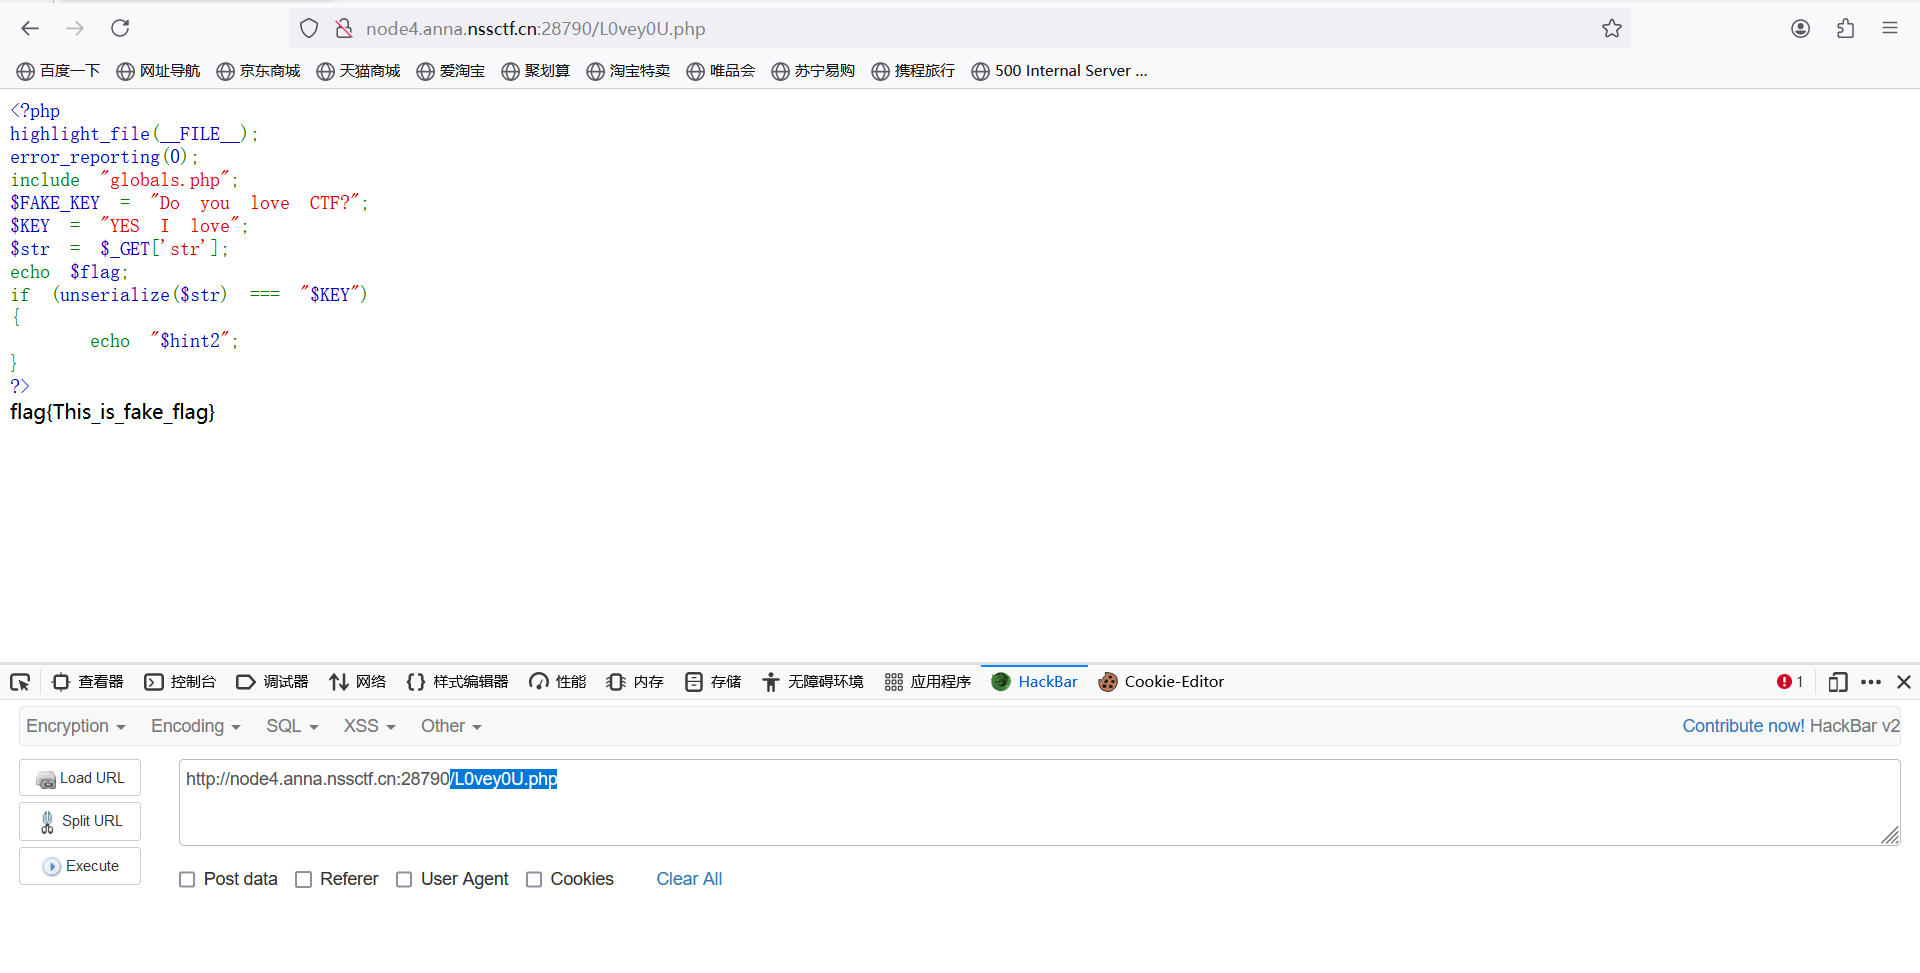 node4.anna.nssctf.cn:28790/L0vey0U.php
百度一下 网址导航 京东商城 天猫商城 爱淘宝 聚划算 淘宝特卖 唯品会 苏宁易购 携程旅行 500 Internal Server ...
<?php
highlight_file(__FILE__);
error_reporting(0);
include "globals.php";
$FAKE_KEY = "Do you love CTF?";
$KEY = "YES I love";
$str = $_GET['str'];
echo $flag;
if (unserialize($str) === "$KEY")
{
echo "$hint2";
}
?>
flag{This_is_fake_flag}
查看器 控制台 调试器 网络 样式编辑器 性能 内存 存储 无障碍环境 应用程序 HackBar Cookie-Editor 1
Encryption Encoding SQL XSS Other Contribute now! HackBar v2
Load URL http://node4.anna.nssctf.cn:28790/L0vey0U.php
Split URL
Execute
Post data Referer User Agent Cookies Clear All